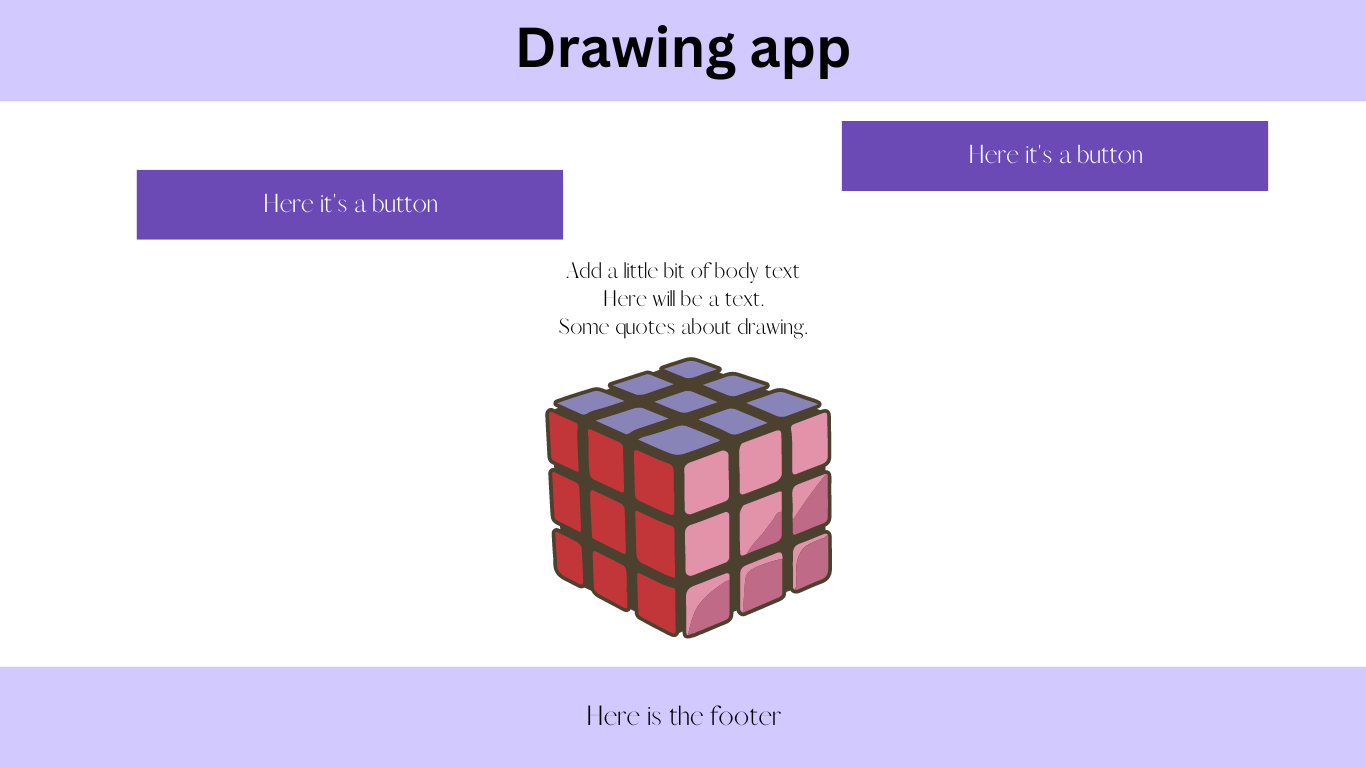 Drawing app
Here it's a button
Here it's a button
Add a little bit of body text
Here will be a text.
Some quotes about drawing.
Here is the footer